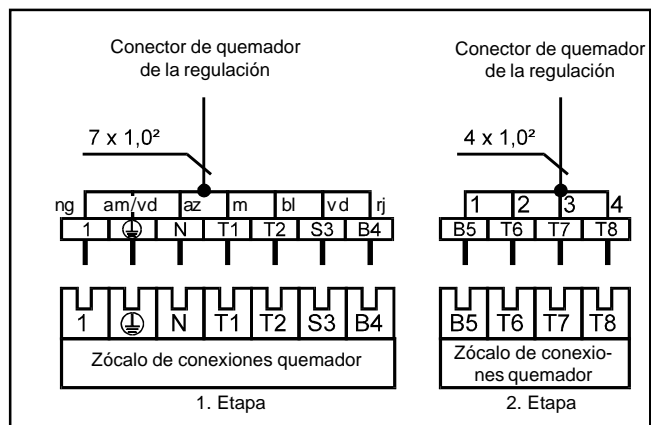 Conector de quemador
de la regulación
7 x 1,0²
ng am/vd az m bl vd rj
1 N T1 T2 S3 B4
1 N T1 T2 S3 B4
Zócalo de conexiones quemador
1. Etapa
Conector de quemador
de la regulación
4 x 1,0²
1 2 3 4
B5 T6 T7 T8
B5 T6 T7 T8
Zócalo de conexio-
nes quemador
2. Etapa